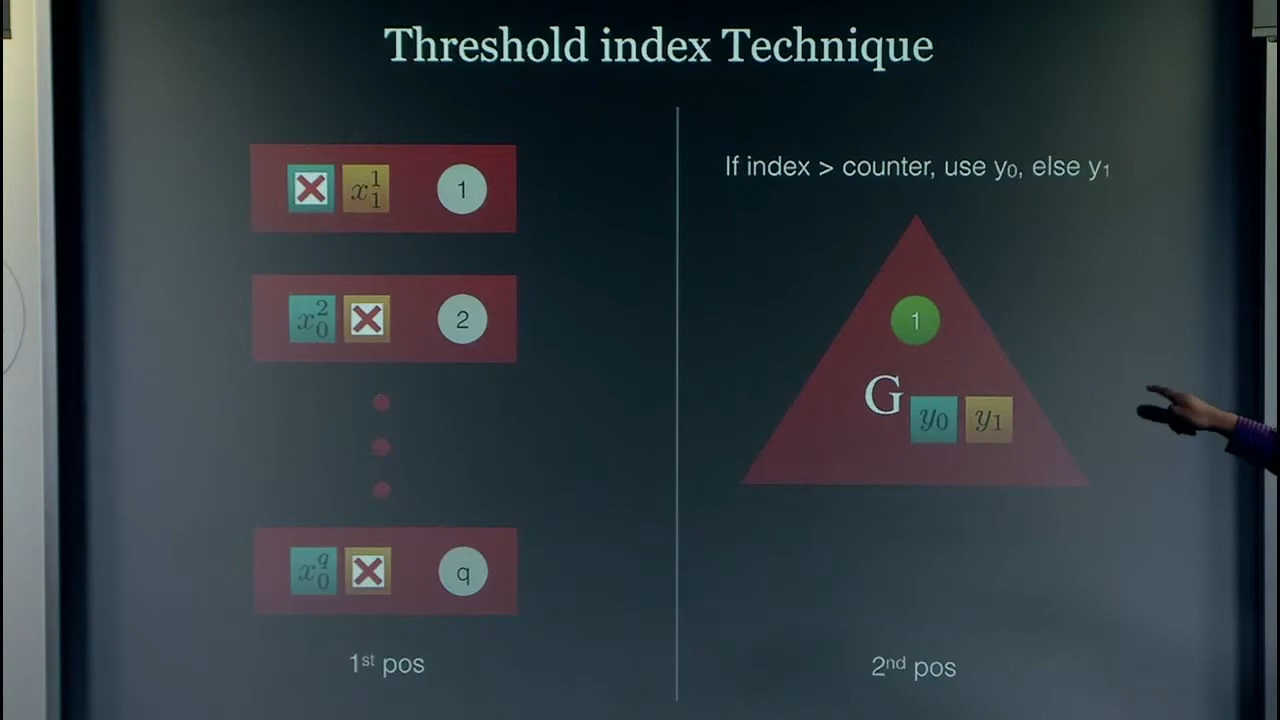 Threshold index Technique
x₁¹ 1
x₀² 2
x₀^q q
1st pos
If index > counter, use y₀, else y₁
1
G y₀ y₁
2nd pos